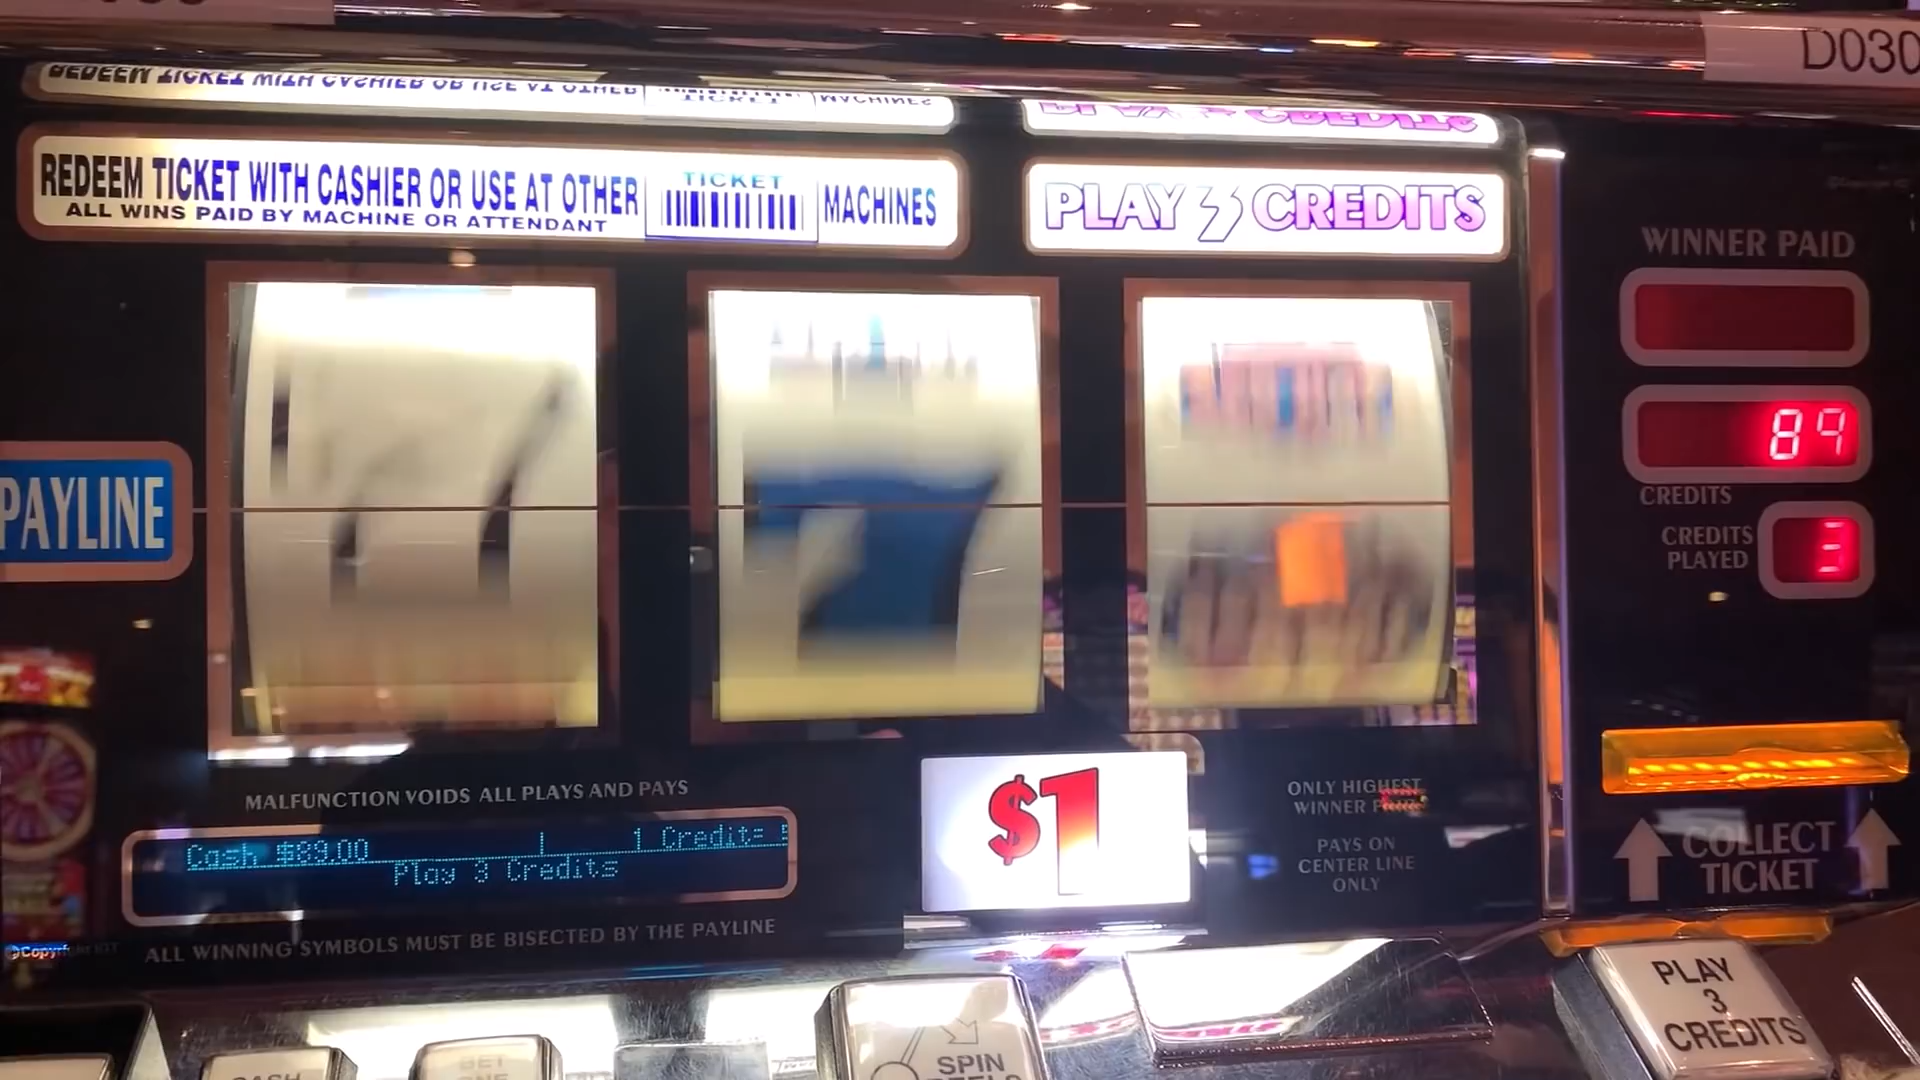 D030
REDEEM TICKET WITH CASHIER OR USE AT OTHER
TICKET
MACHINES
ALL WINS PAID BY MACHINE OR ATTENDANT
PLAY 3 CREDITS
WINNER PAID
89
CREDITS
CREDITS
PLAYED
3
PAYLINE
MALFUNCTION VOIDS ALL PLAYS AND PAYS
Cash $89.00
1 Credit=
Play 3 Credits
ALL WINNING SYMBOLS MUST BE BISECTED BY THE PAYLINE
$1
ONLY HIGHEST
WINNER
PAYS ON
CENTER LINE
ONLY
COLLECT
TICKET
PLAY
3
CREDITS
SPIN
CASH
BET